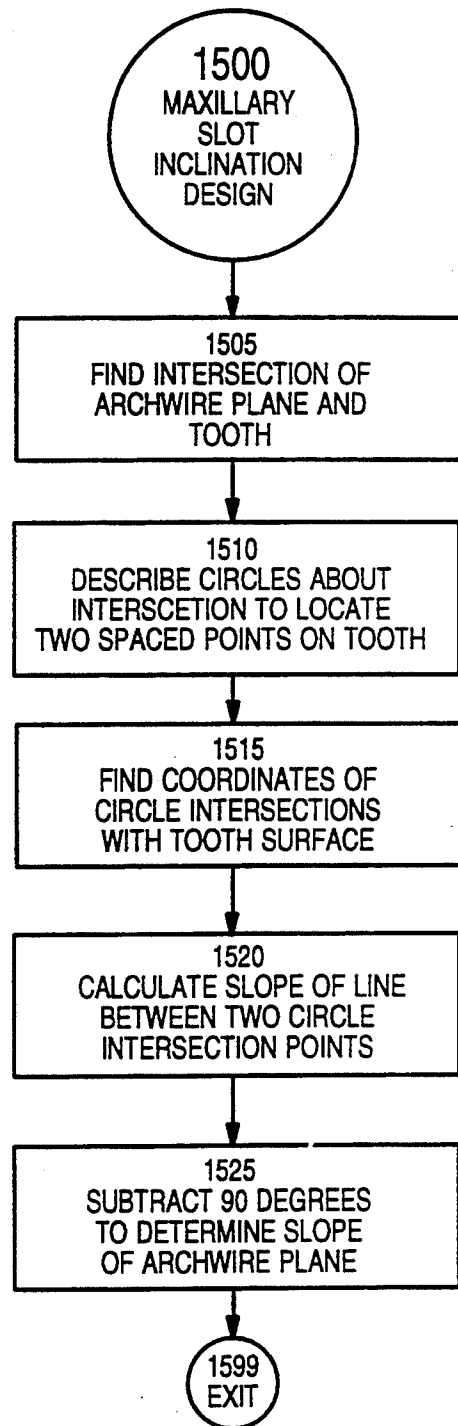 1500
MAXILLARY
SLOT
INCLINATION
DESIGN
1505
FIND INTERSECTION OF
ARCHWIRE PLANE AND
TOOTH
1510
DESCRIBE CIRCLES ABOUT
INTERSCETION TO LOCATE
TWO SPACED POINTS ON TOOTH
1515
FIND COORDINATES OF
CIRCLE INTERSECTIONS
WITH TOOTH SURFACE
1520
CALCULATE SLOPE OF LINE
BETWEEN TWO CIRCLE
INTERSECTION POINTS
1525
SUBTRACT 90 DEGREES
TO DETERMINE SLOPE
OF ARCHWIRE PLANE
1599
EXIT